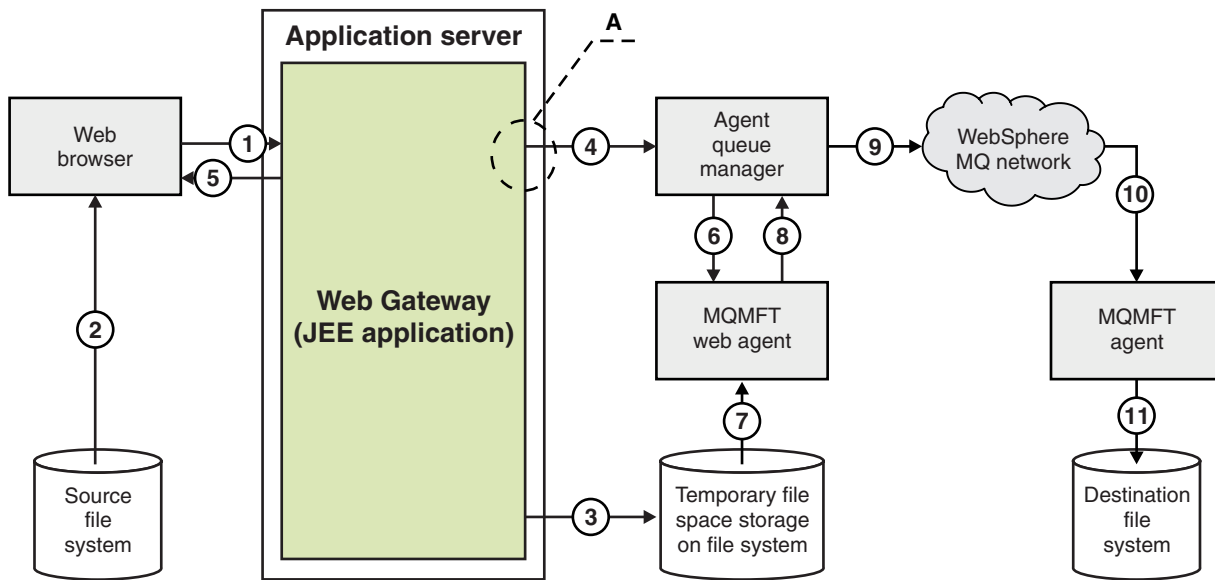 A
Application server
Web
browser
1
5
4
Agent
queue
manager
9
WebSphere
MQ network
10
6
8
Web Gateway
(JEE application)
2
MQMFT
web agent
MQMFT
agent
7
11
Source
file
system
3
Temporary file
space storage
on file system
Destination
file
system